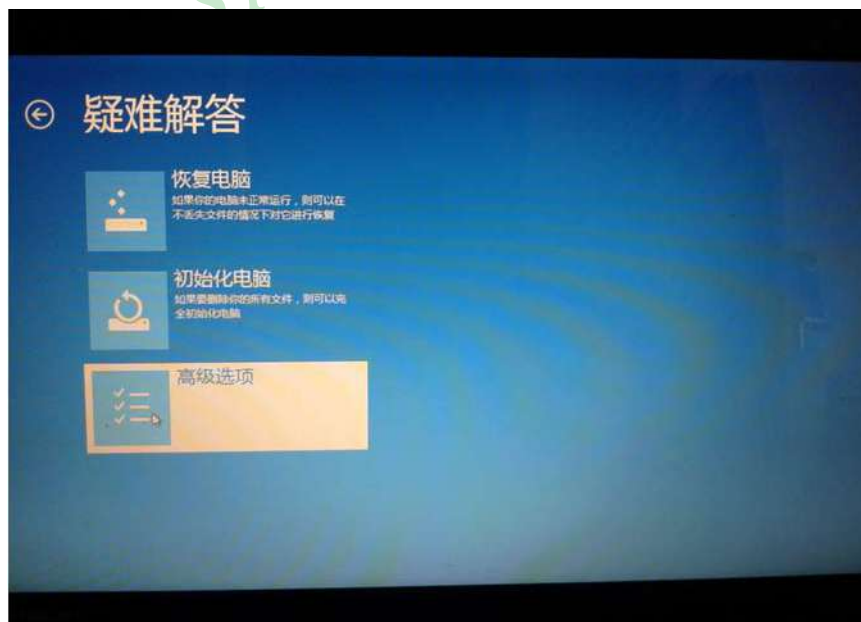 疑难解答
恢复电脑
如果你的电脑未正常运行，则可以在
不丢失文件的情况下对它进行恢复
初始化电脑
如果要删除你的所有文件，则可以完
全初始化电脑
高级选项